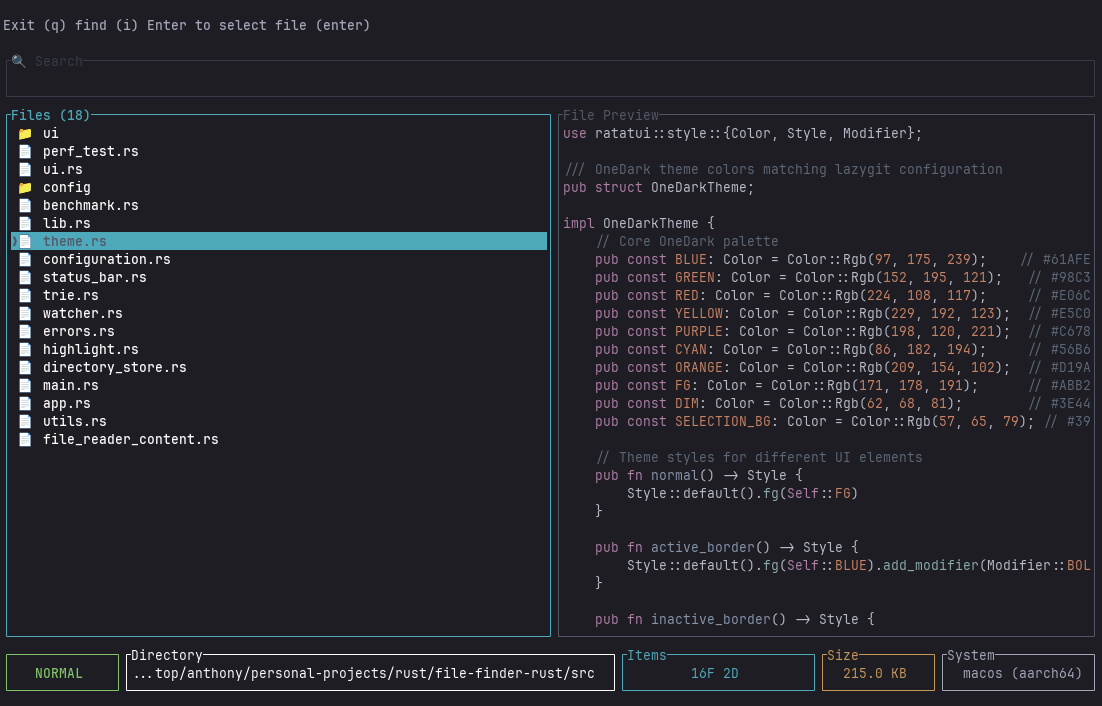 Exit (q) find (i) Enter to select file (enter)
Search
Files (18)
ui
perf_test.rs
ui.rs
config
benchmark.rs
lib.rs
theme.rs
configuration.rs
status_bar.rs
trie.rs
watcher.rs
errors.rs
highlight.rs
directory_store.rs
main.rs
app.rs
utils.rs
file_reader_content.rs
File Preview
use ratatui::style::{Color, Style, Modifier};
/// OneDark theme colors matching lazygit configuration
pub struct OneDarkTheme;
impl OneDarkTheme {
// Core OneDark palette
pub const BLUE: Color = Color::Rgb(97, 175, 239); // #61AFE
pub const GREEN: Color = Color::Rgb(152, 195, 121); // #98C3
pub const RED: Color = Color::Rgb(224, 108, 117); // #E06C
pub const YELLOW: Color = Color::Rgb(229, 192, 123); // #E5C0
pub const PURPLE: Color = Color::Rgb(198, 120, 221); // #C678
pub const CYAN: Color = Color::Rgb(86, 182, 194); // #56B6
pub const ORANGE: Color = Color::Rgb(209, 154, 102); // #D19A
pub const FG: Color = Color::Rgb(171, 178, 191); // #ABB2
pub const DIM: Color = Color::Rgb(62, 68, 81); // #3E44
pub const SELECTION_BG: Color = Color::Rgb(57, 65, 79); // #39
// Theme styles for different UI elements
pub fn normal() -> Style {
Style::default().fg(Self::FG)
}
pub fn active_border() -> Style {
Style::default().fg(Self::BLUE).add_modifier(Modifier::BOL
}
pub fn inactive_border() -> Style {
NORMAL
Directory
...top/anthony/personal-projects/rust/file-finder-rust/src
Items
16F 2D
Size
215.0 KB
System
macos (aarch64)